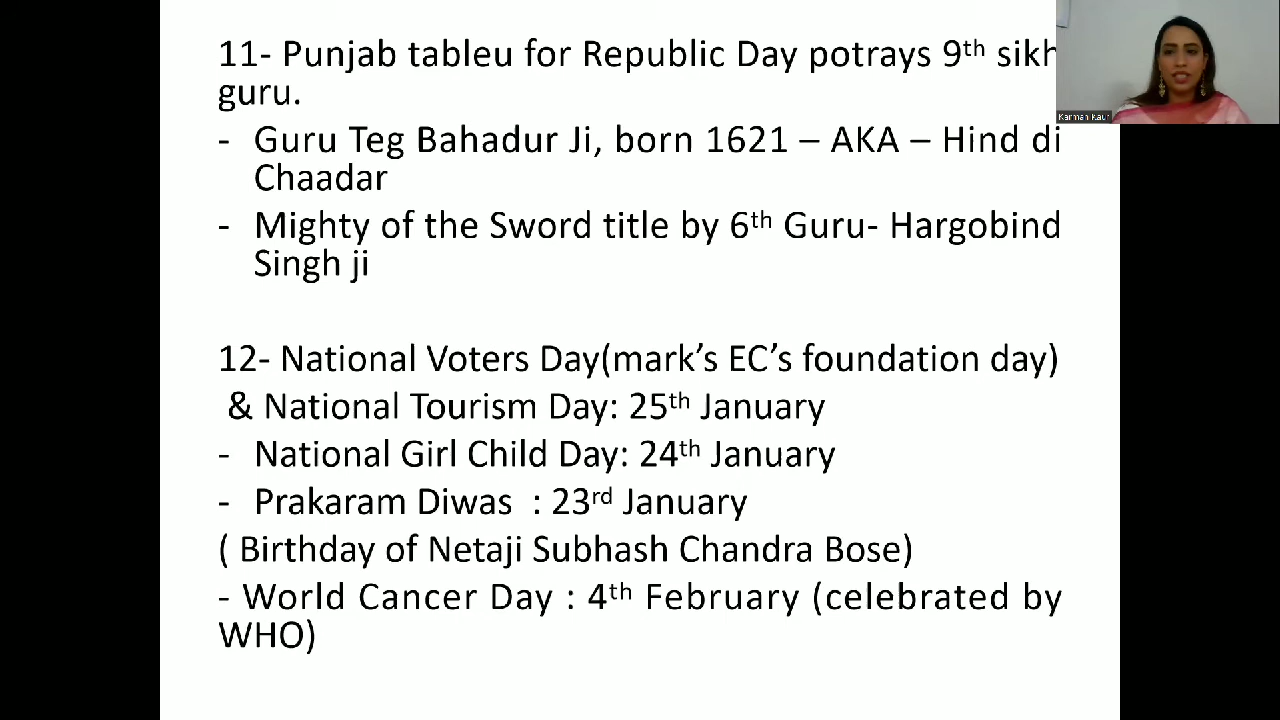 11- Punjab tableu for Republic Day potrays 9th sikh
guru.
- Guru Teg Bahadur Ji, born 1621 – AKA – Hind di
Chaadar
- Mighty of the Sword title by 6th Guru- Hargobind
Singh ji
12- National Voters Day(mark’s EC’s foundation day)
& National Tourism Day: 25th January
- National Girl Child Day: 24th January
- Prakaram Diwas : 23rd January
( Birthday of Netaji Subhash Chandra Bose)
- World Cancer Day : 4th February (celebrated by
WHO)
Karman Kaur